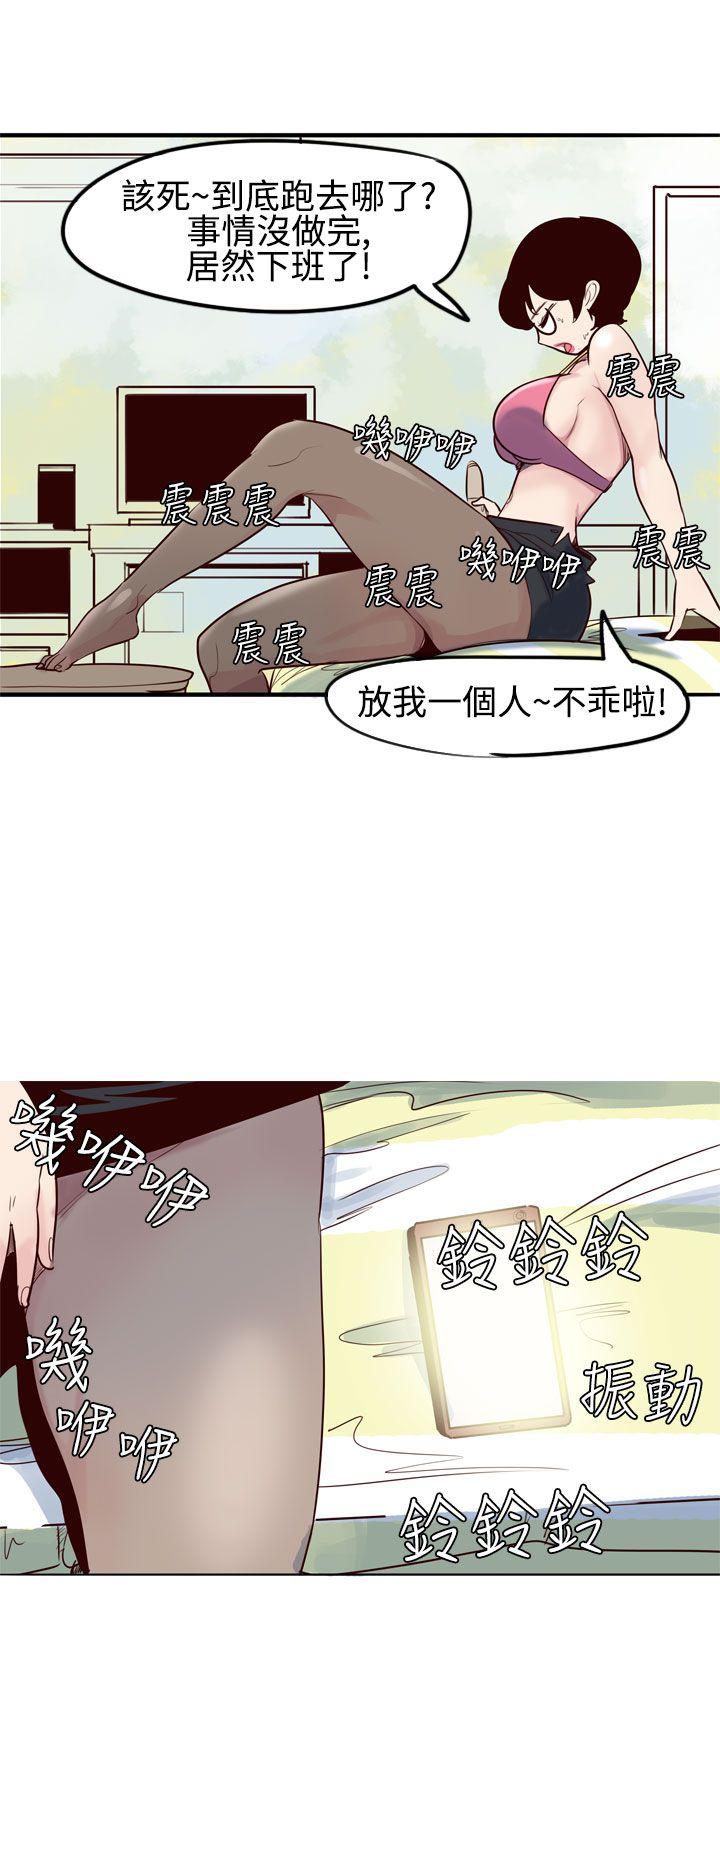 該死~到底跑去哪了?
事情沒做完,
居然下班了!
震震
嘰咿咿
震震震
震震
嘰咿咿
震震
震震
放我一個人~不乖啦!
嘰咿咿
鈴鈴鈴
嘰
咿咿
振動
鈴鈴鈴